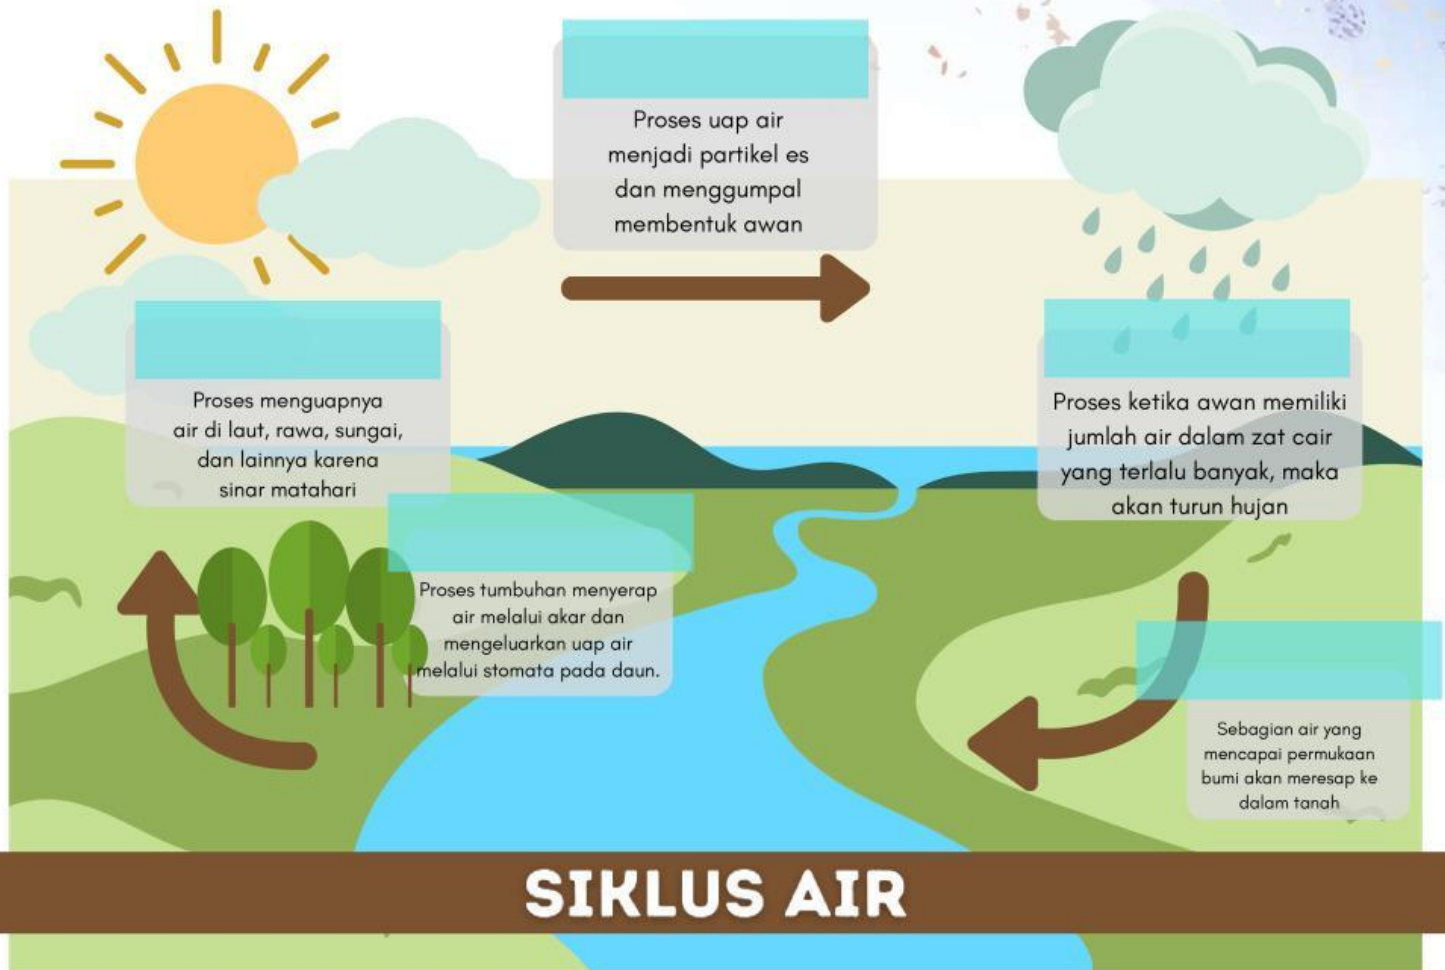 Proses uap air
menjadi partikel es
dan menggumpal
membentuk awan
Proses menguapnya
air di laut, rawa, sungai,
dan lainnya karena
sinar matahari
Proses ketika awan memiliki
jumlah air dalam zat cair
yang terlalu banyak, maka
akan turun hujan
Proses tumbuhan menyerap
air melalui akar dan
mengeluarkan uap air
melalui stomata pada daun.
Sebagian air yang
mencapai permukaan
bumi akan meresap ke
dalam tanah
SIKLUS AIR